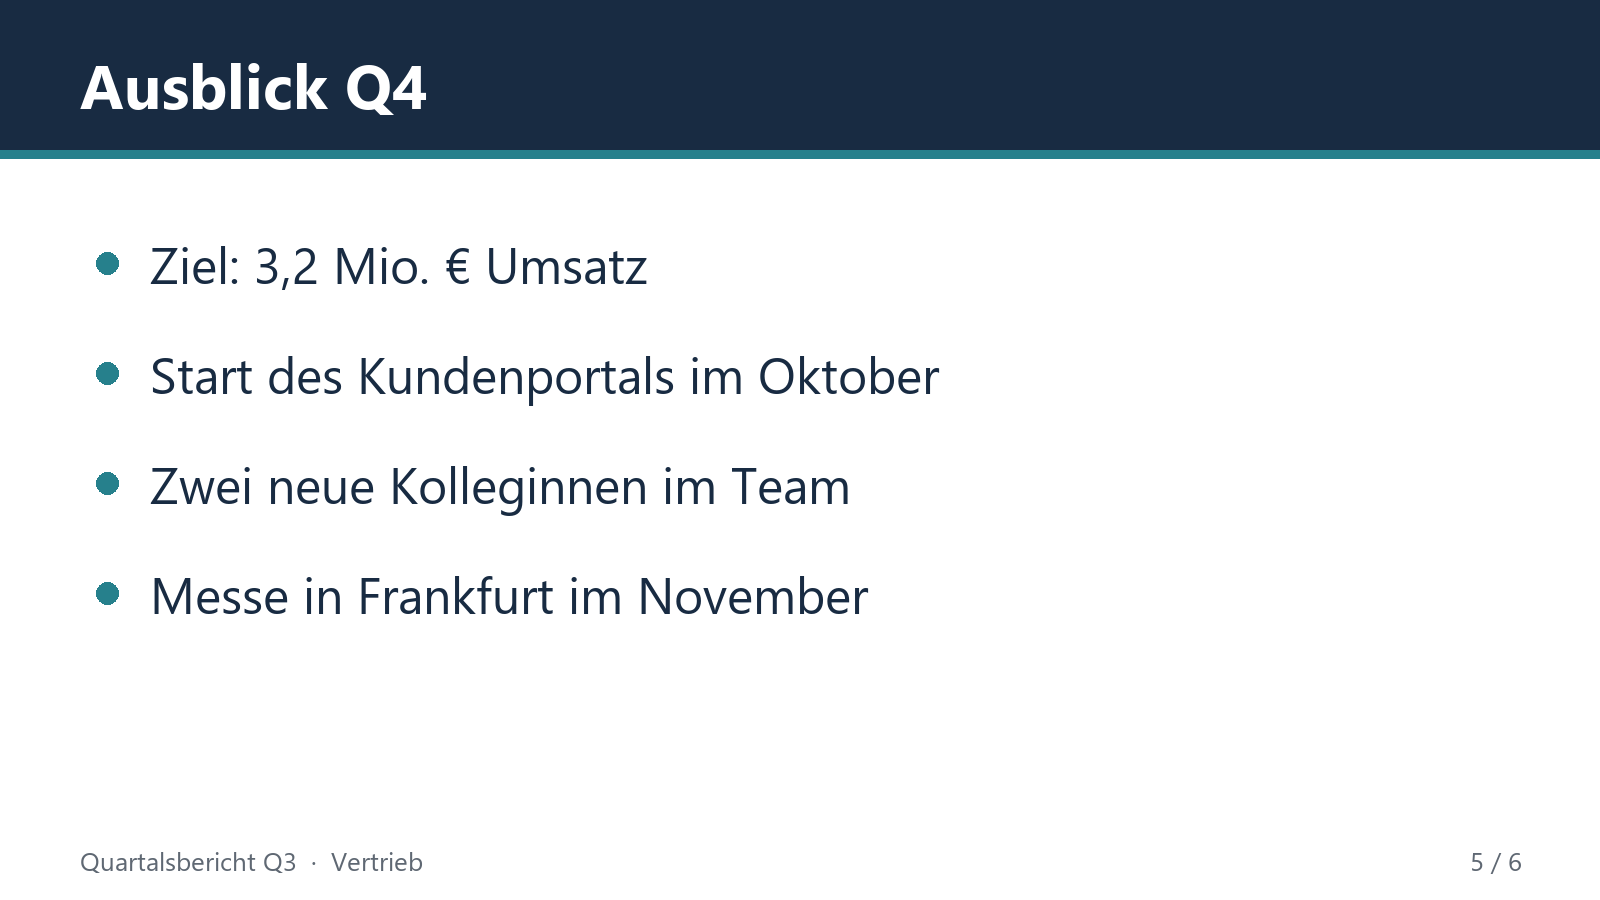 Ausblick Q4
Ziel: 3,2 Mio. € Umsatz
Start des Kundenportals im Oktober
Zwei neue Kolleginnen im Team
Messe in Frankfurt im November
Quartalsbericht Q3 · Vertrieb
5 / 6